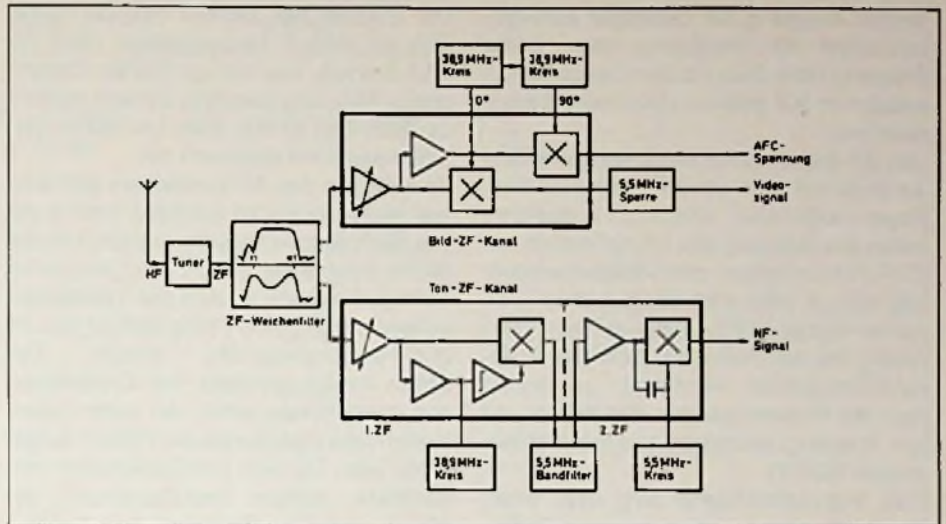 38,9 MHz-
Kreis
38,9 MHz-
Kreis
0°
90°
AFC-
Spannung
Video-
signal
5,5 MHz-
Sperre
Bild-ZF-Kanal
HF
Tuner
ZF
ZF-Weichenfilter
Ton-ZF-Kanal
NF-
Signal
1.ZF
2.ZF
38,9 MHz-
Kreis
5,5 MHz-
Bandfilter
5,5 MHz-
Kreis